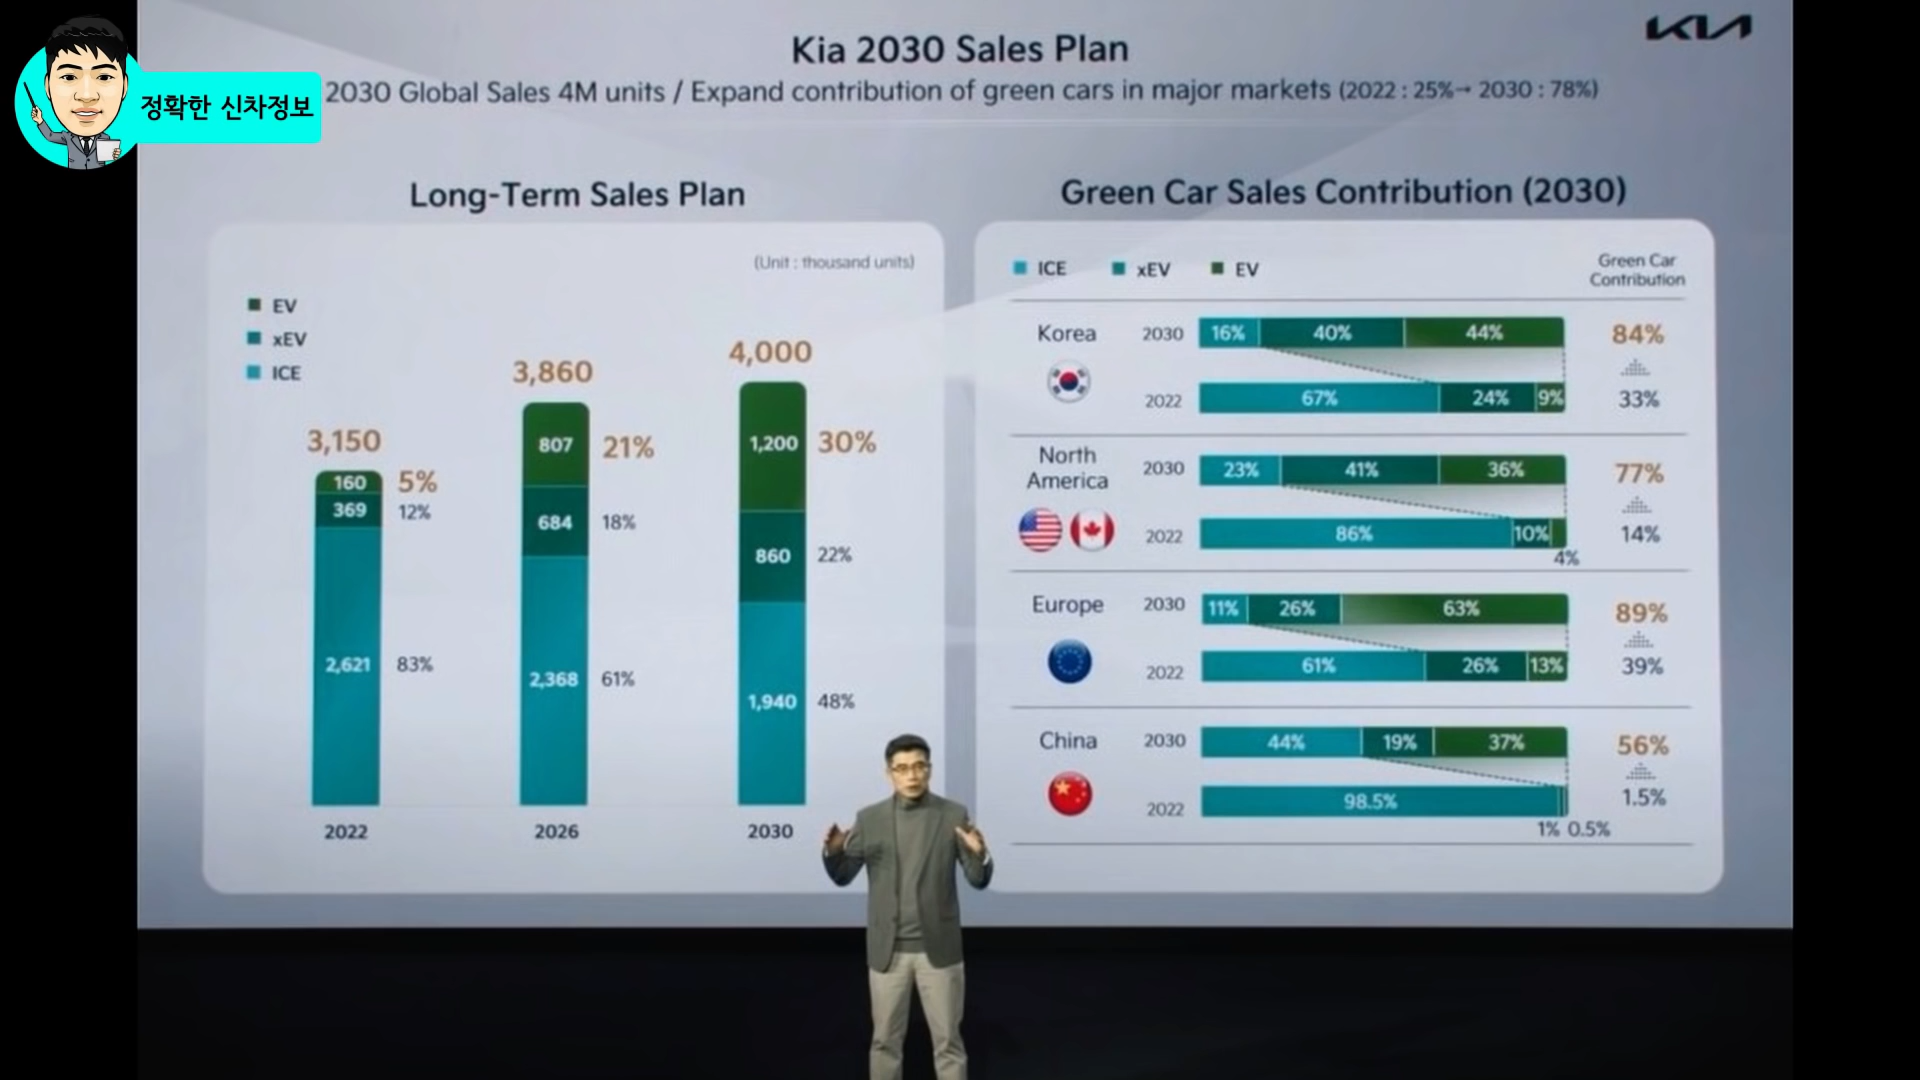 정확한 신차정보
KIA
Kia 2030 Sales Plan
2030 Global Sales 4M units / Expand contribution of green cars in major markets (2022 : 25%→ 2030 : 78%)
Long-Term Sales Plan
(Unit : thousand units)
EV
xEV
ICE
3,150
160 5%
369 12%
2,621 83%
2022
3,860
807 21%
684 18%
2,368 61%
2026
4,000
1,200 30%
860 22%
1,940 48%
2030
Green Car Sales Contribution (2030)
ICE xEV EV
Green Car
Contribution
Korea
2030 16% 40% 44% 84%
2022 67% 24% 9% 33%
North
America
2030 23% 41% 36% 77%
2022 86% 10% 4% 14%
Europe
2030 11% 26% 63% 89%
2022 61% 26% 13% 39%
China
2030 44% 19% 37% 56%
2022 98.5% 1% 0.5% 1.5%